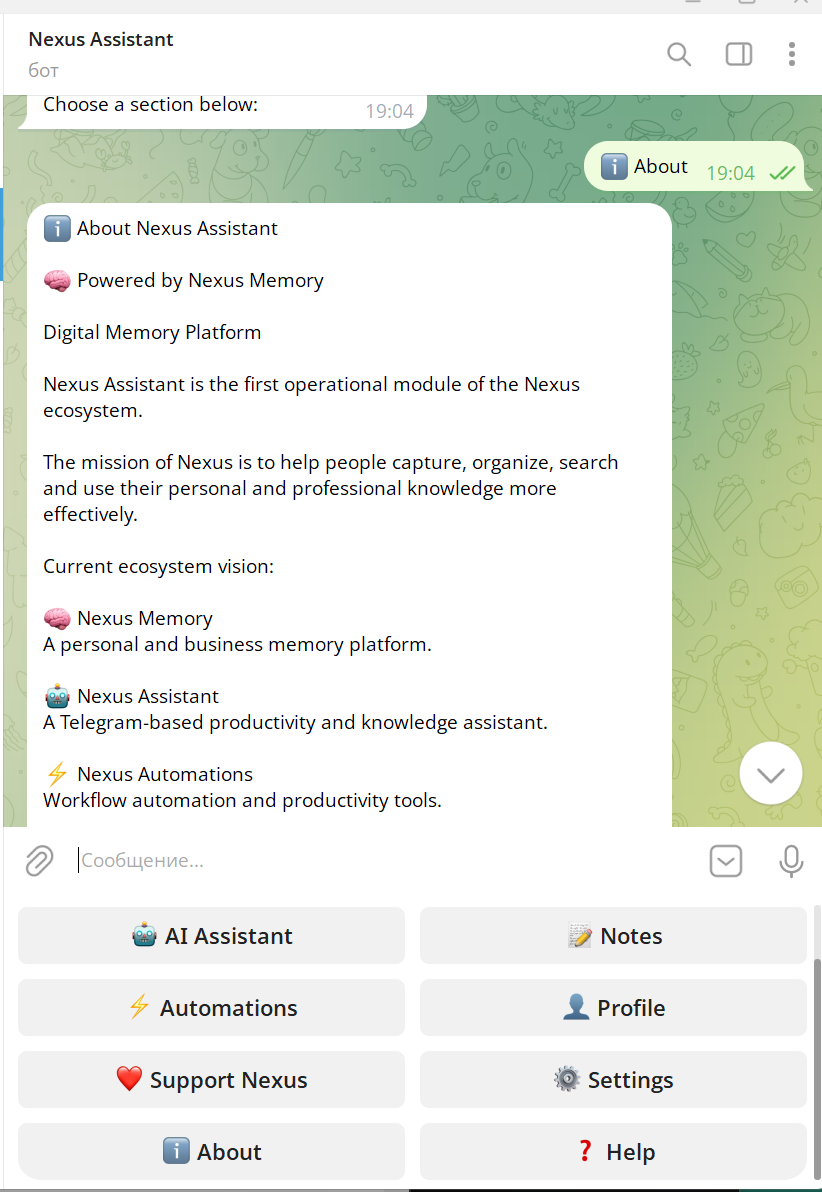 Nexus Assistant
бот
Choose a section below:
19:04
ℹ️ About 19:04
ℹ️ About Nexus Assistant
🧠 Powered by Nexus Memory
Digital Memory Platform
Nexus Assistant is the first operational module of the Nexus
ecosystem.
The mission of Nexus is to help people capture, organize, search
and use their personal and professional knowledge more
effectively.
Current ecosystem vision:
🧠 Nexus Memory
A personal and business memory platform.
🤖 Nexus Assistant
A Telegram-based productivity and knowledge assistant.
⚡ Nexus Automations
Workflow automation and productivity tools.
Сообщение...
🤖 AI Assistant
📝 Notes
⚡ Automations
👤 Profile
❤️ Support Nexus
⚙️ Settings
ℹ️ About
❓ Help